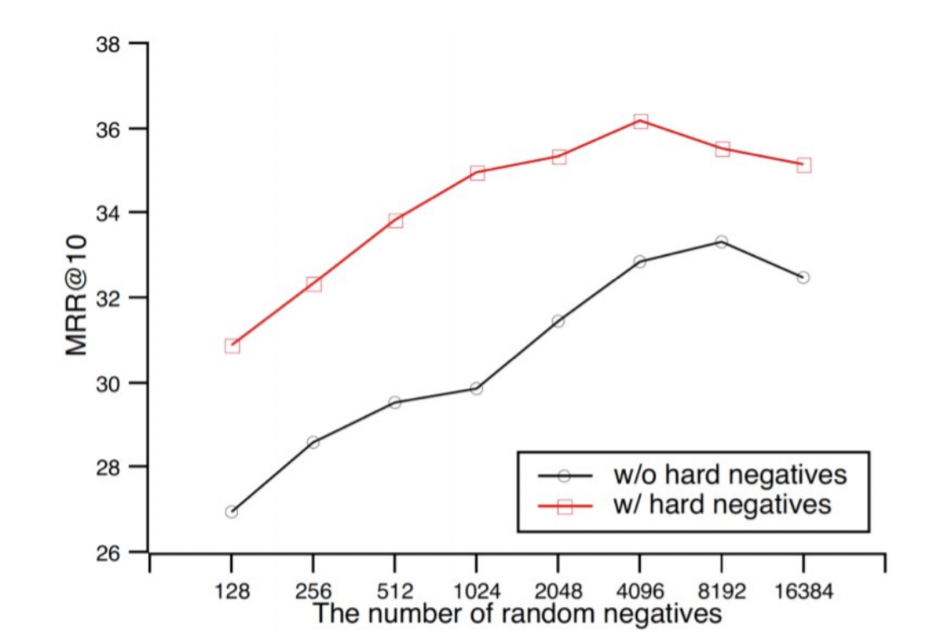 38
36
34
32
30
28
26
MRR@10
w/o hard negatives
w/ hard negatives
128 256 512 1024 2048 4096 8192 16384
The number of random negatives